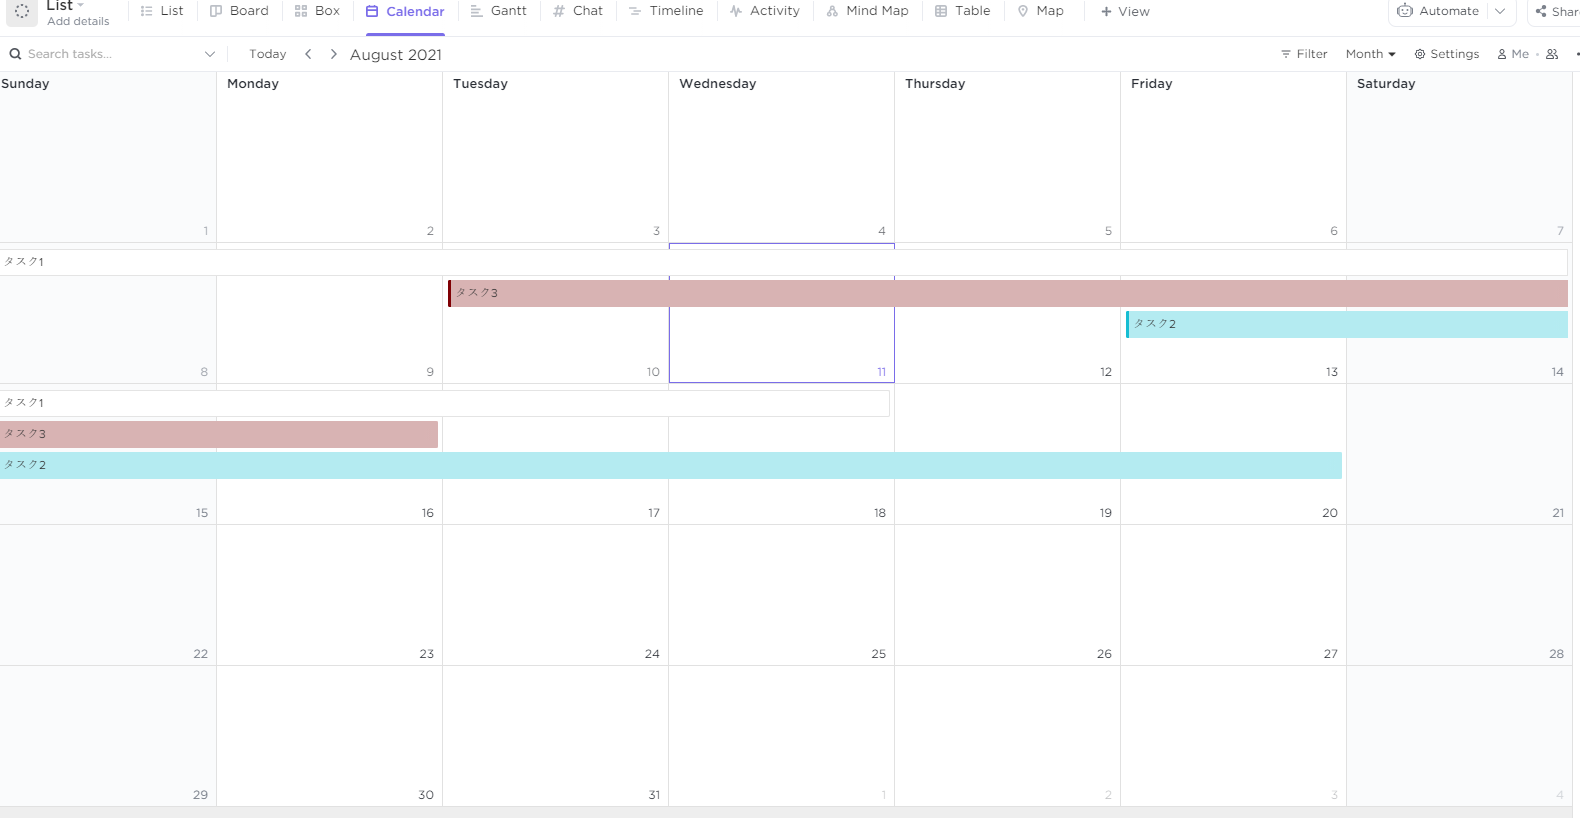 List
Add details
List Board Box Calendar Gantt Chat Timeline Activity Mind Map Table Map + View Automate
Search tasks... Today August 2021 Filter Month Settings Me
Sunday Monday Tuesday Wednesday Thursday Friday Saturday
1 2 3 4 5 6 7
タスク1
タスク3
タスク2
8 9 10 11 12 13 14
タスク1
タスク3
タスク2
15 16 17 18 19 20 21
22 23 24 25 26 27 28
29 30 31 1 2 3 4